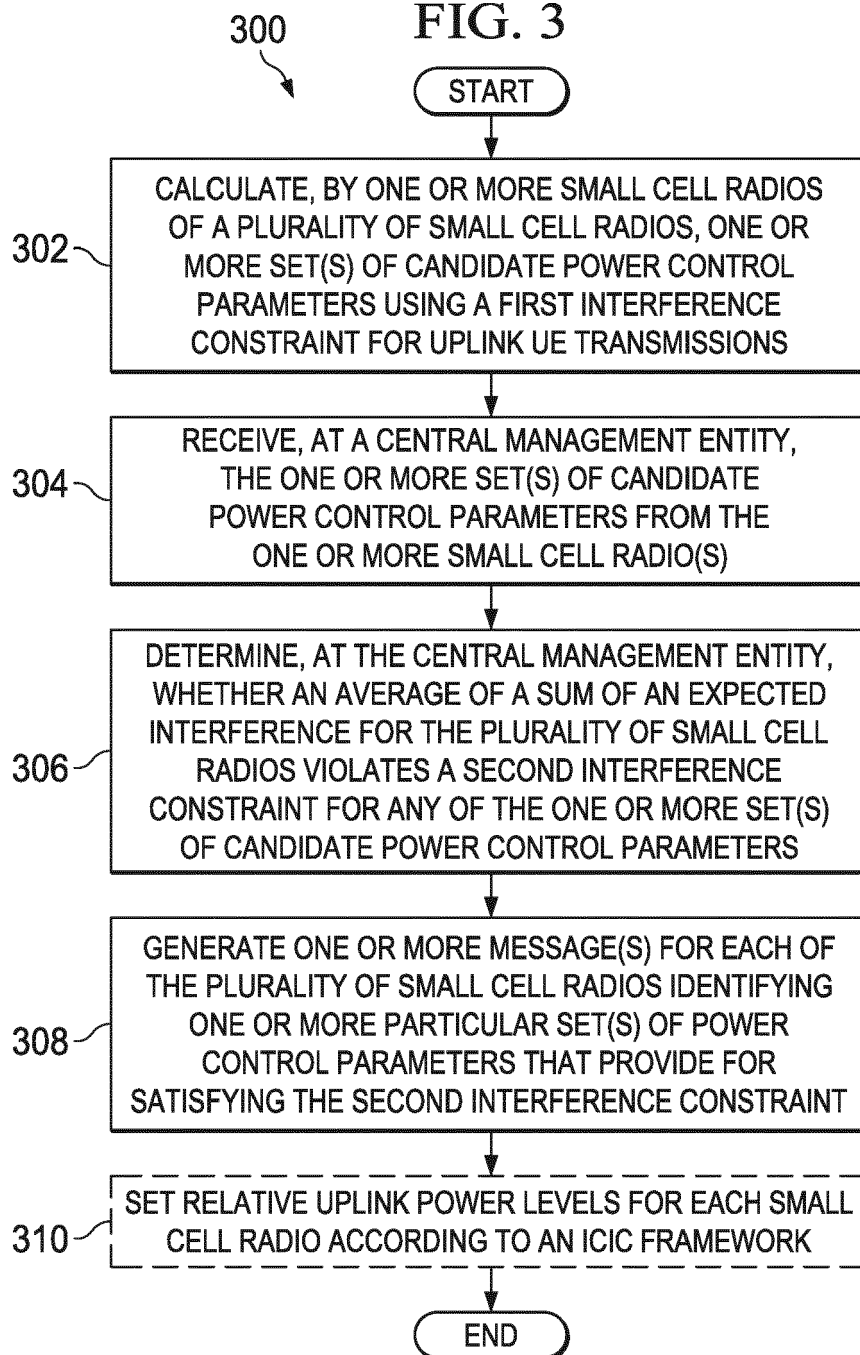 FIG. 3
300
START
302
CALCULATE, BY ONE OR MORE SMALL CELL RADIOS
OF A PLURALITY OF SMALL CELL RADIOS, ONE OR
MORE SET(S) OF CANDIDATE POWER CONTROL
PARAMETERS USING A FIRST INTERFERENCE
CONSTRAINT FOR UPLINK UE TRANSMISSIONS
304
RECEIVE, AT A CENTRAL MANAGEMENT ENTITY,
THE ONE OR MORE SET(S) OF CANDIDATE
POWER CONTROL PARAMETERS FROM THE
ONE OR MORE SMALL CELL RADIO(S)
306
DETERMINE, AT THE CENTRAL MANAGEMENT ENTITY,
WHETHER AN AVERAGE OF A SUM OF AN EXPECTED
INTERFERENCE FOR THE PLURALITY OF SMALL CELL
RADIOS VIOLATES A SECOND INTERFERENCE
CONSTRAINT FOR ANY OF THE ONE OR MORE SET(S)
OF CANDIDATE POWER CONTROL PARAMETERS
308
GENERATE ONE OR MORE MESSAGE(S) FOR EACH OF
THE PLURALITY OF SMALL CELL RADIOS IDENTIFYING
ONE OR MORE PARTICULAR SET(S) OF POWER
CONTROL PARAMETERS THAT PROVIDE FOR
SATISFYING THE SECOND INTERFERENCE CONSTRAINT
310
SET RELATIVE UPLINK POWER LEVELS FOR EACH SMALL
CELL RADIO ACCORDING TO AN ICIC FRAMEWORK
END